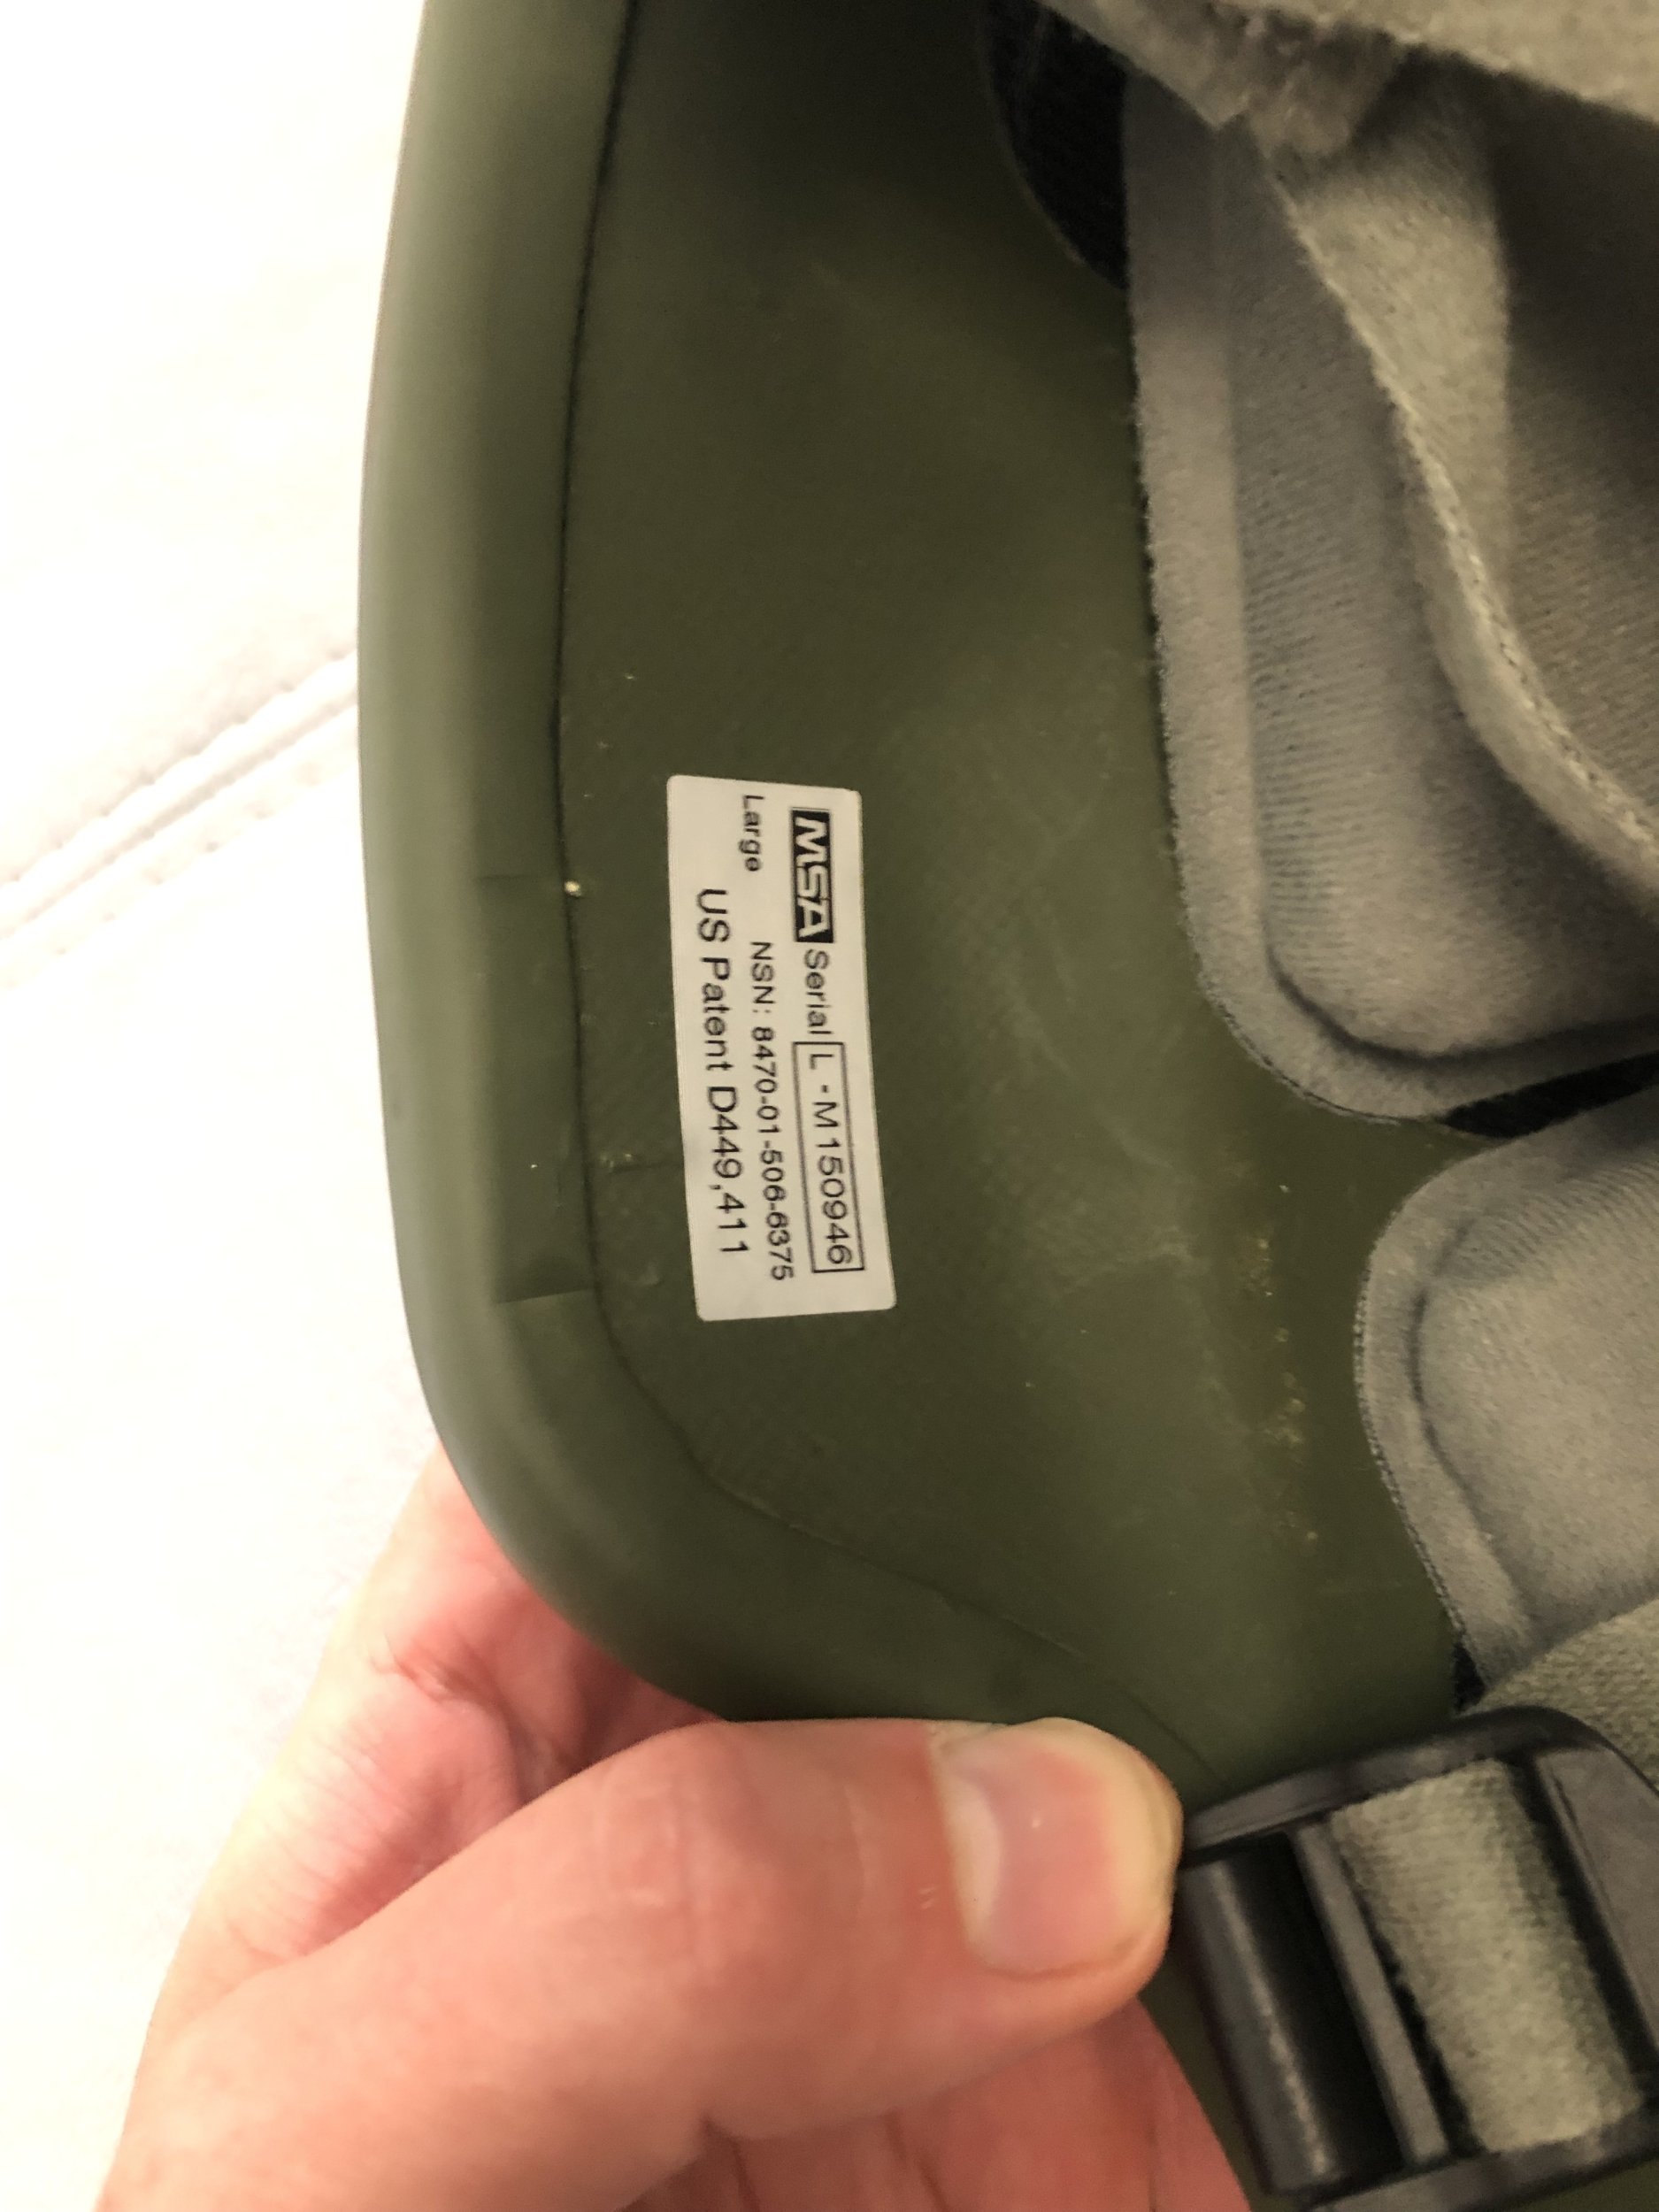 MSA Serial L - M150946
Large NSN: 8470-01-506-6375
US Patent D449,411